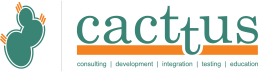 cacttus
consulting | development | integration | testing | education